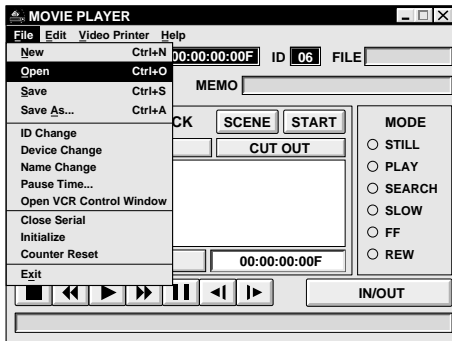 MOVIE PLAYER
File Edit Video Printer Help
New Ctrl+N
00:00:00:00F ID 06 FILE
Open Ctrl+O
Save Ctrl+S
MEMO
Save As... Ctrl+A
CK SCENE START MODE
ID Change
Device Change
CUT OUT
STILL
Name Change
PLAY
Pause Time...
SEARCH
Open VCR Control Window
SLOW
Close Serial
Initialize
FF
Counter Reset
00:00:00:00F
REW
Exit
IN/OUT